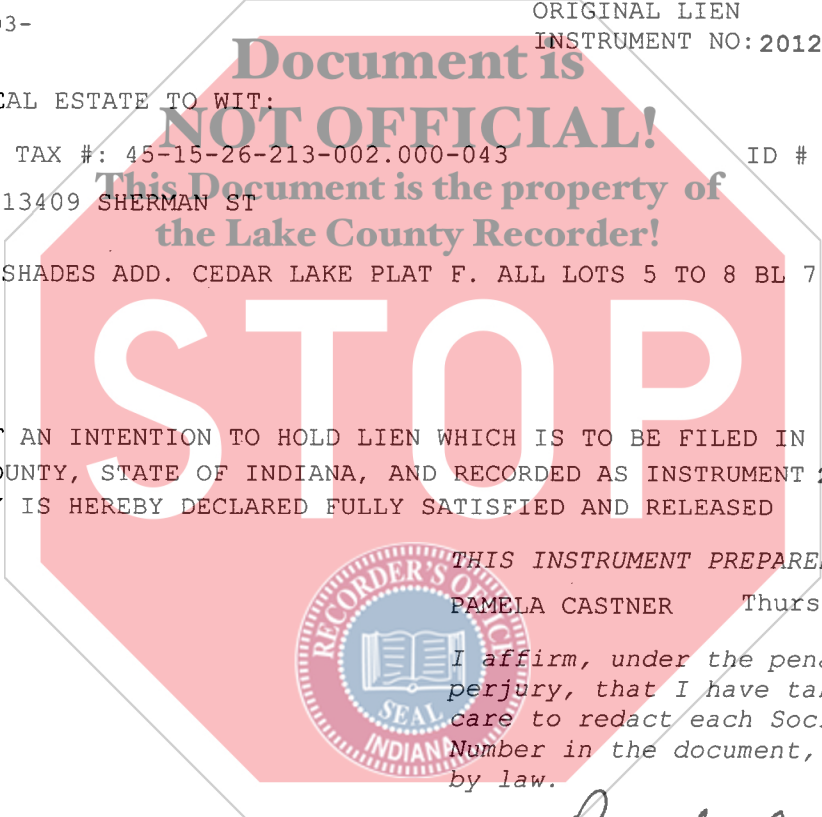 03-
ORIGINAL LIEN
INSTRUMENT NO: 2012
Document is
EAL ESTATE TO WIT:
NOT OFFICIAL!
TAX #: 45-15-26-213-002.000-043 ID #
This Document is the property of
13409 SHERMAN ST
the Lake County Recorder!
SHADES ADD. CEDAR LAKE PLAT F. ALL LOTS 5 TO 8 BL 7
STOP
T AN INTENTION TO HOLD LIEN WHICH IS TO BE FILED IN
OUNTY, STATE OF INDIANA, AND RECORDED AS INSTRUMENT 2
Y IS HEREBY DECLARED FULLY SATISFIED AND RELEASED
THIS INSTRUMENT PREPARE
RECORDER'S OFFICE
PAMELA CASTNER Thurs
I affirm, under the pena
perjury, that I have ta
care to redact each Soci
SEAL
Number in the document,
INDIANA
by law.